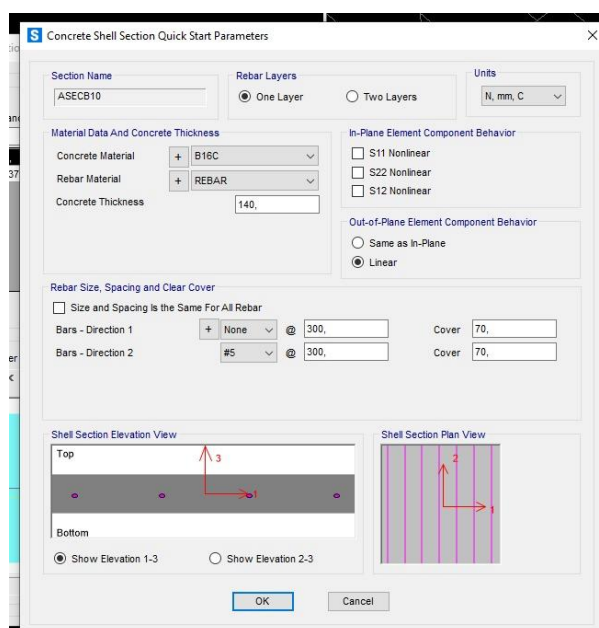 S Concrete Shell Section Quick Start Parameters
Section Name
ASECB10
Rebar Layers
One Layer Two Layers
Units
N, mm, C
Material Data And Concrete Thickness
Concrete Material + B16C
Rebar Material + REBAR
Concrete Thickness 140,
In-Plane Element Component Behavior
S11 Nonlinear
S22 Nonlinear
S12 Nonlinear
Out-of-Plane Element Component Behavior
Same as In-Plane
Linear
Rebar Size, Spacing and Clear Cover
Size and Spacing Is the Same For All Rebar
Bars - Direction 1 + None @ 300, Cover 70,
Bars - Direction 2 #5 @ 300, Cover 70,
Shell Section Elevation View
Top
3
1
Bottom
Show Elevation 1-3 Show Elevation 2-3
Shell Section Plan View
2
1
OK Cancel